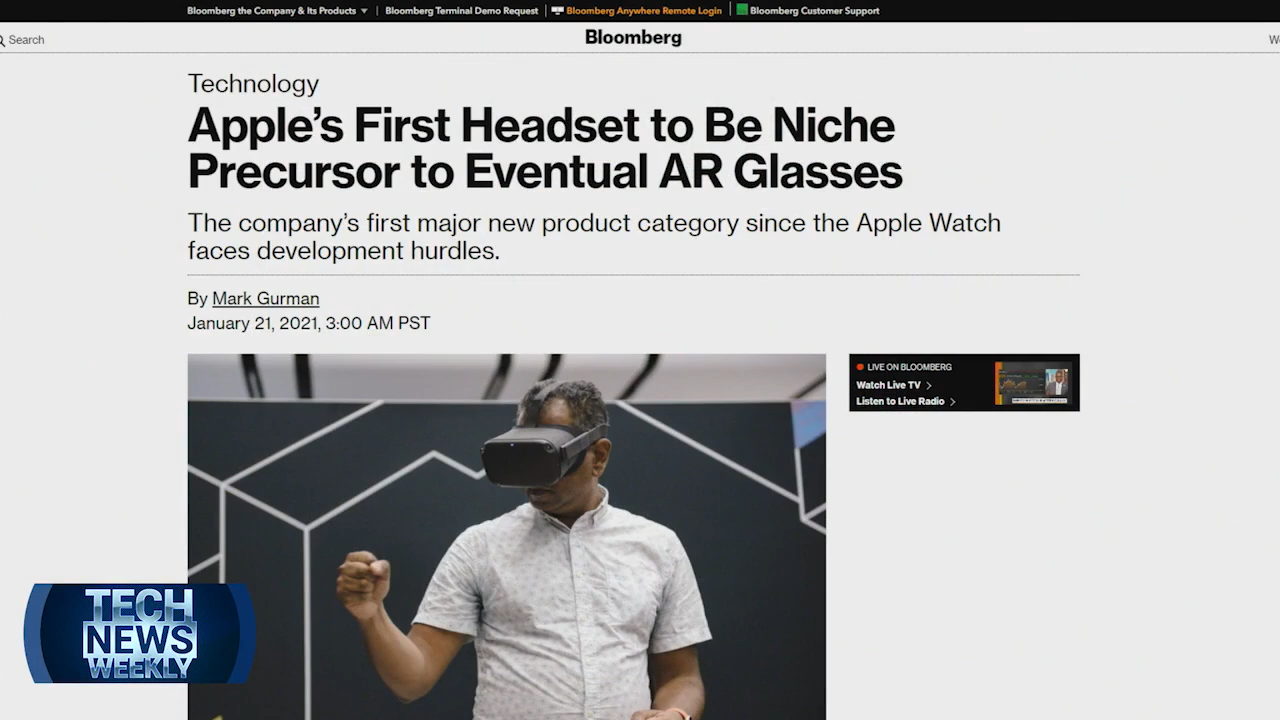 Bloomberg the Company & Its Products
Bloomberg Terminal Demo Request
Bloomberg Anywhere Remote Login
Bloomberg Customer Support
Search
Bloomberg
Technology
Apple's First Headset to Be Niche
Precursor to Eventual AR Glasses
The company's first major new product category since the Apple Watch
faces development hurdles.
By Mark Gurman
January 21, 2021, 3:00 AM PST
LIVE ON BLOOMBERG
Watch Live TV
Listen to Live Radio
TECH
NEWS
WEEKLY